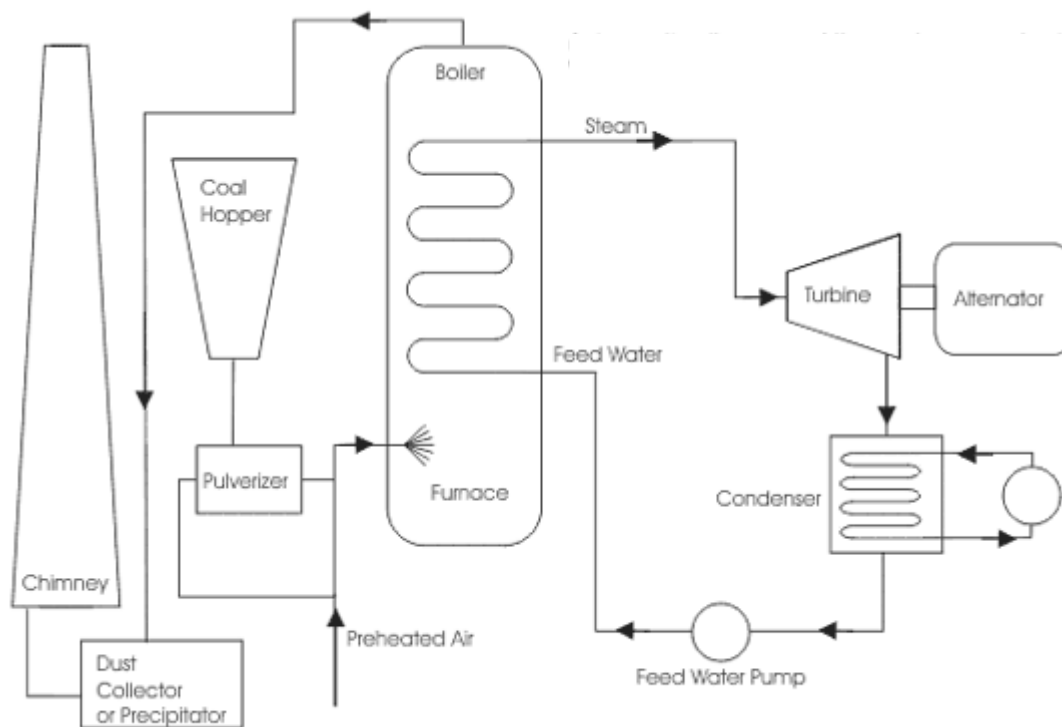 Boiler
Steam
Coal
Hopper
Turbine
Alternator
Feed Water
Pulverizer
Furnace
Condenser
Chimney
Preheated Air
Dust
Collector
or Precipitator
Feed Water Pump